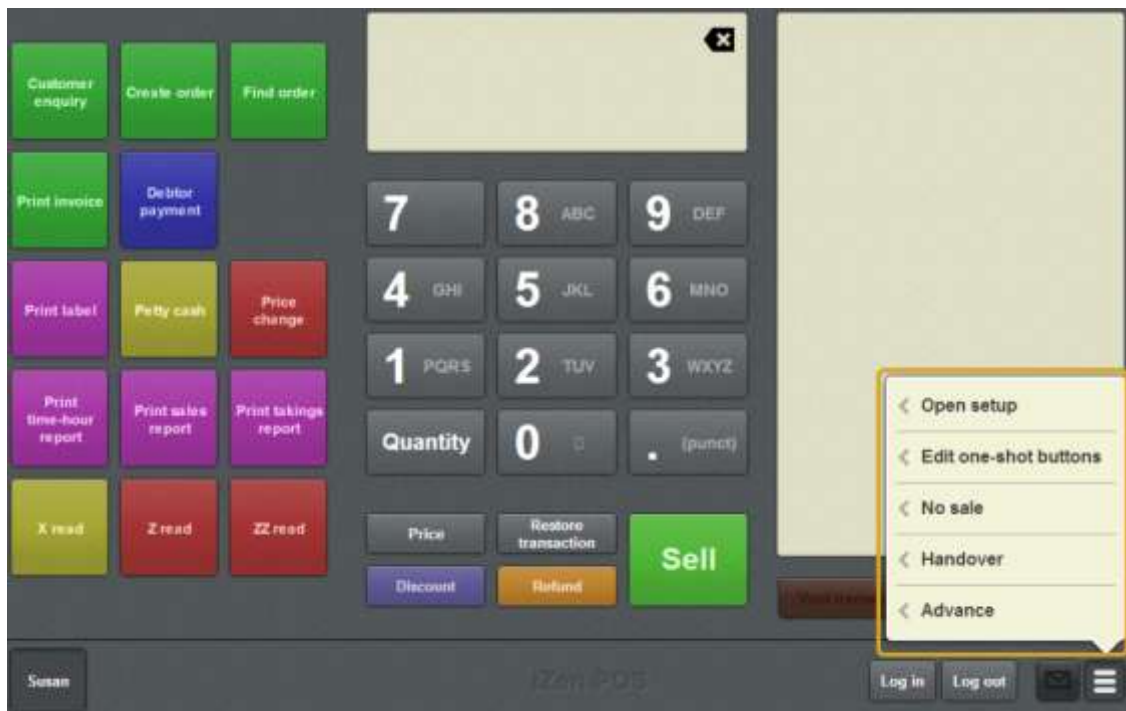 Customer
enquiry
Create order
Find order
Print invoice
Debtor
payment
Print label
Petty cash
Price
change
Print
time-hour
report
Print sales
report
Print takings
report
X read
Z read
ZZ read
7
8 ABC
9 DEF
4 GHI
5 JKL
6 MNO
1 PQRS
2 TUV
3 WXYZ
Quantity
0
. (punct)
Price
Restore
transaction
Sell
Discount
Refund
< Open setup
< Edit one-shot buttons
< No sale
< Handover
< Advance
Susan
Log in
Log out